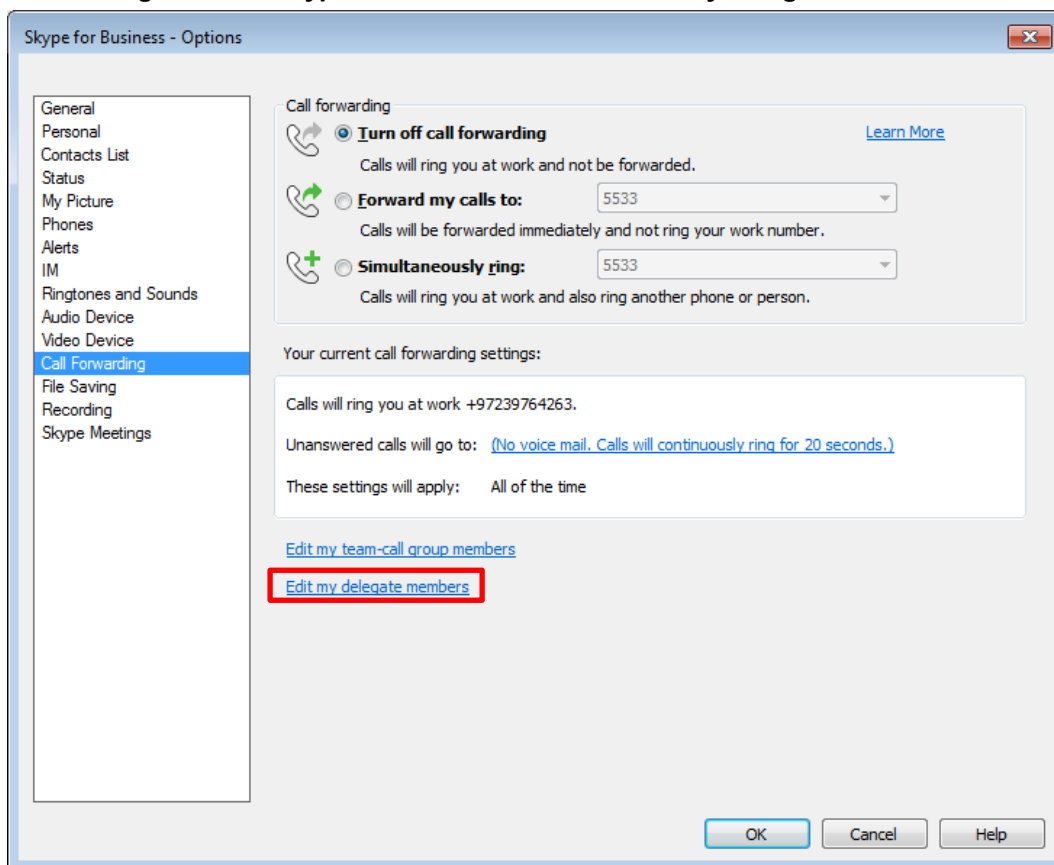 Skype for Business - Options
General
Personal
Contacts List
Status
My Picture
Phones
Alerts
IM
Ringtones and Sounds
Audio Device
Video Device
Call Forwarding
File Saving
Recording
Skype Meetings
Call forwarding
Turn off call forwarding
Learn More
Calls will ring you at work and not be forwarded.
Forward my calls to: 5533
Calls will be forwarded immediately and not ring your work number.
Simultaneously ring: 5533
Calls will ring you at work and also ring another phone or person.
Your current call forwarding settings:
Calls will ring you at work +97239764263.
Unanswered calls will go to: (No voice mail. Calls will continuously ring for 20 seconds.)
These settings will apply: All of the time
Edit my team-call group members
Edit my delegate members
OK Cancel Help